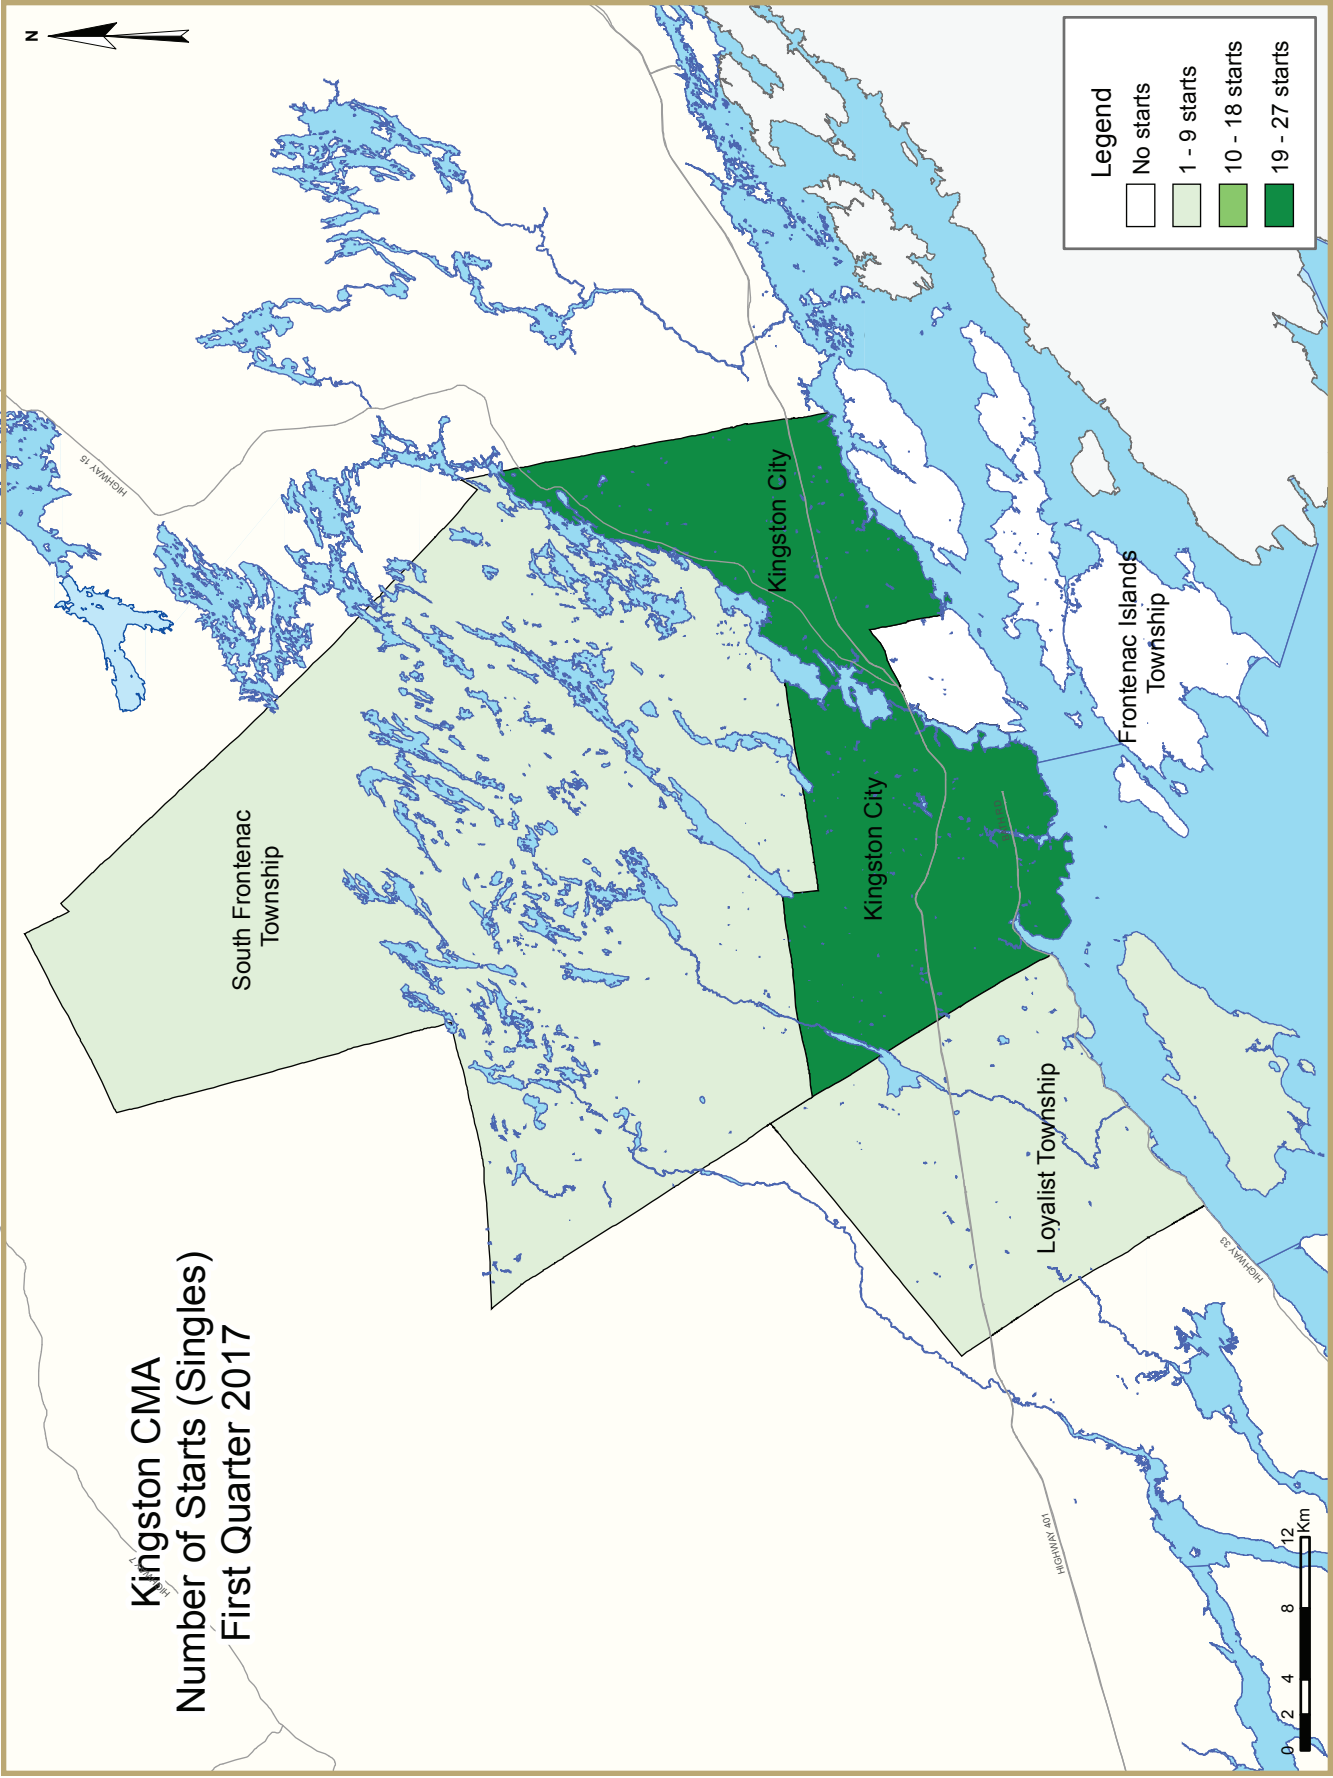 Kingston CMA
Number of Starts (Singles)
First Quarter 2017
N
HIGHWAY 7
HIGHWAY 15
South Frontenac
Township
Kingston City
Kingston City
Loyalist Township
Frontenac Islands
Township
HIGHWAY 401
HIGHWAY 33
Legend
No starts
1 - 9 starts
10 - 18 starts
19 - 27 starts
0 2 4 8 12
Km